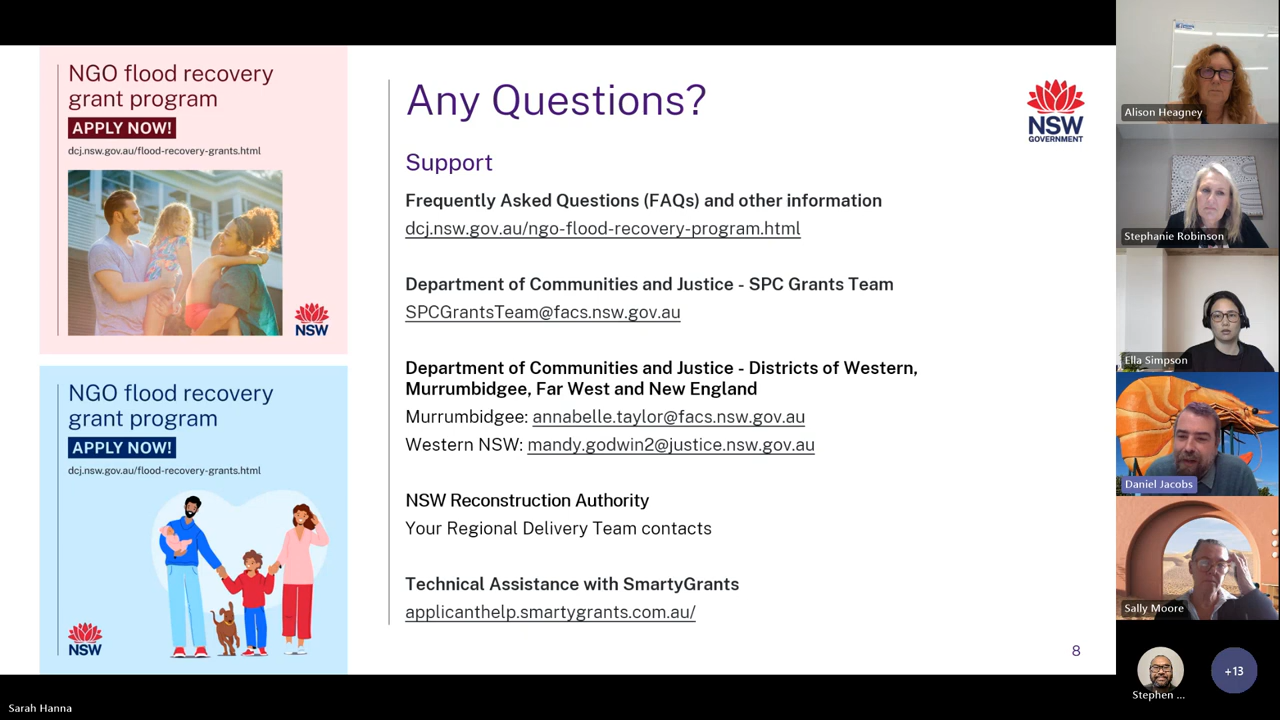 NGO flood recovery
grant program
APPLY NOW!
dcj.nsw.gov.au/flood-recovery-grants.html
NSW
NGO flood recovery
grant program
APPLY NOW!
dcj.nsw.gov.au/flood-recovery-grants.html
NSW
Any Questions?
NSW
GOVERNMENT
Support
Frequently Asked Questions (FAQs) and other information
dcj.nsw.gov.au/ngo-flood-recovery-program.html
Department of Communities and Justice - SPC Grants Team
SPCGrantsTeam@facs.nsw.gov.au
Department of Communities and Justice - Districts of Western,
Murrumbidgee, Far West and New England
Murrumbidgee: annabelle.taylor@facs.nsw.gov.au
Western NSW: mandy.godwin2@justice.nsw.gov.au
NSW Reconstruction Authority
Your Regional Delivery Team contacts
Technical Assistance with SmartyGrants
applicanthelp.smartygrants.com.au/
8
Alison Heagney
Stephanie Robinson
Ella Simpson
Daniel Jacobs
Sally Moore
Stephen ...
+13
Sarah Hanna